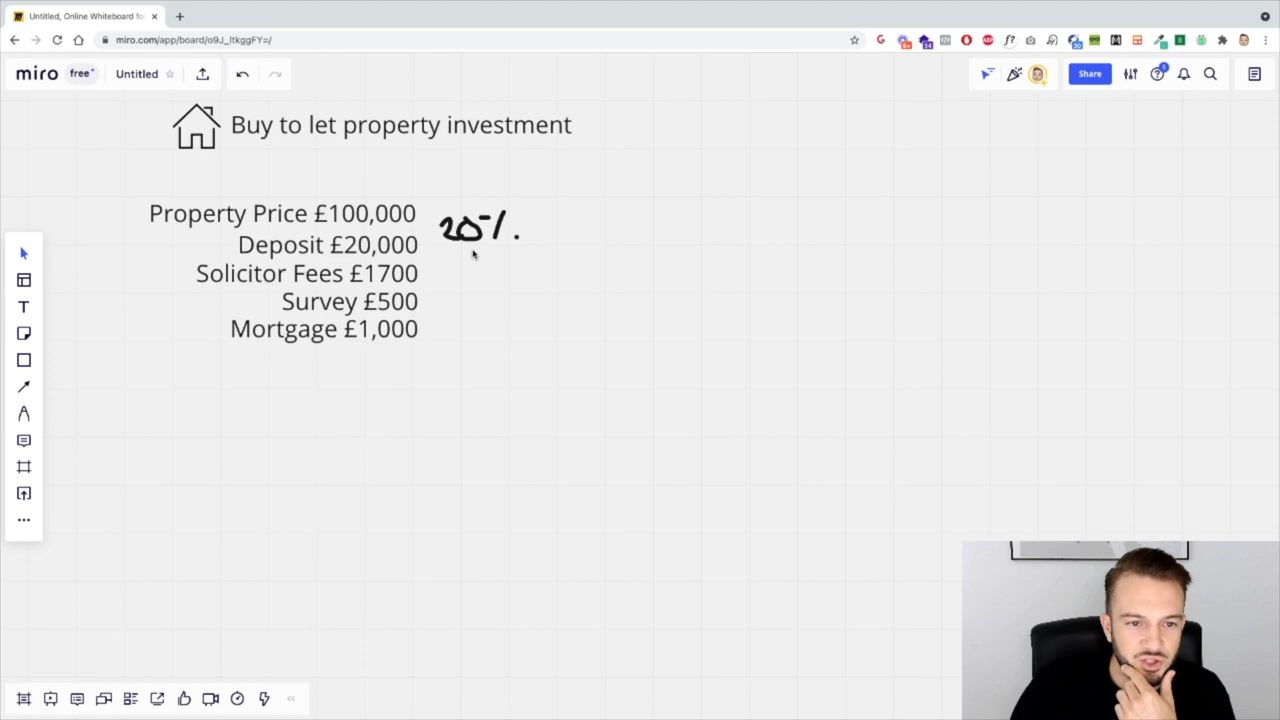 Untitled, Online Whiteboard for
miro.com/app/board/o9J_ltkggFY=/
miro free Untitled Share
Buy to let property investment
Property Price £100,000
20%.
Deposit £20,000
Solicitor Fees £1700
Survey £500
Mortgage £1,000